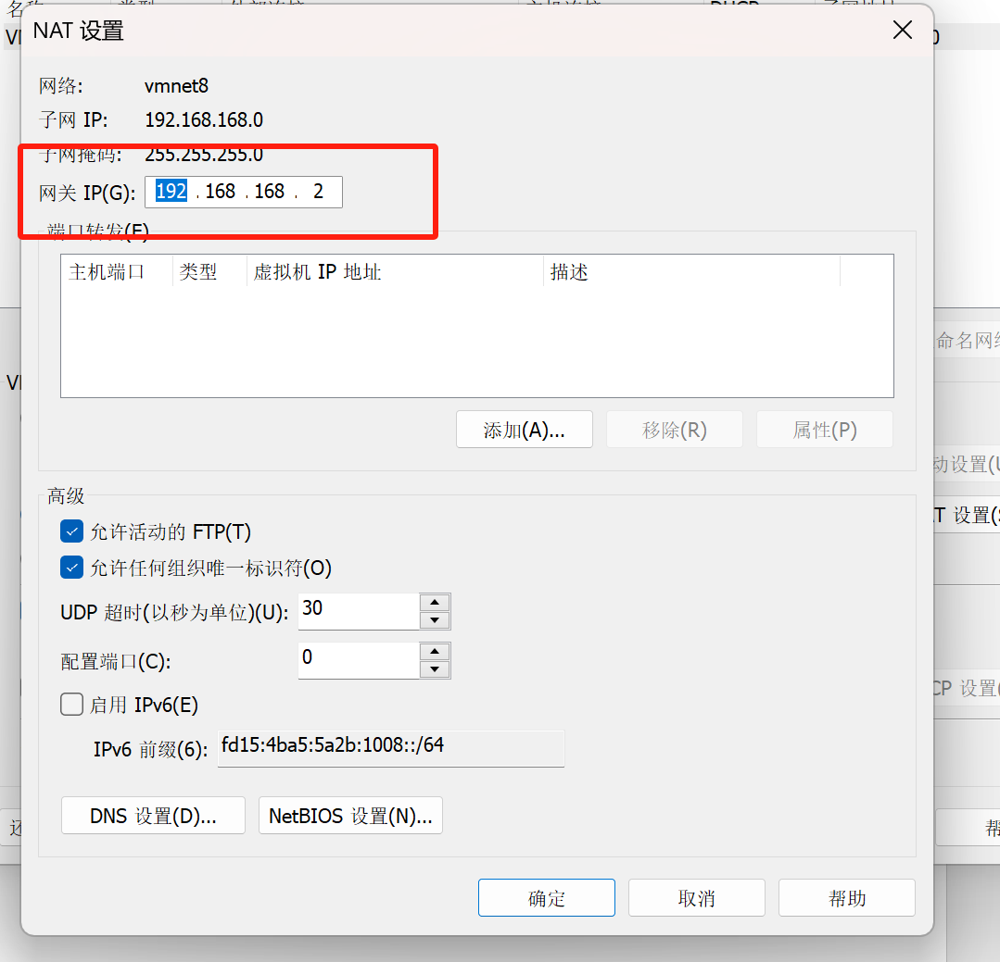 NAT 设置
网络: vmnet8
子网 IP: 192.168.168.0
子网掩码: 255.255.255.0
网关 IP(G): 192 . 168 . 168 . 2
端口转发(F)
主机端口 类型 虚拟机 IP 地址 描述
添加(A)... 移除(R) 属性(P)
高级
允许活动的 FTP(T)
允许任何组织唯一标识符(O)
UDP 超时(以秒为单位)(U): 30
配置端口(C): 0
启用 IPv6(E)
IPv6 前缀(6): fd15:4ba5:5a2b:1008::/64
DNS 设置(D)... NetBIOS 设置(N)...
确定 取消 帮助